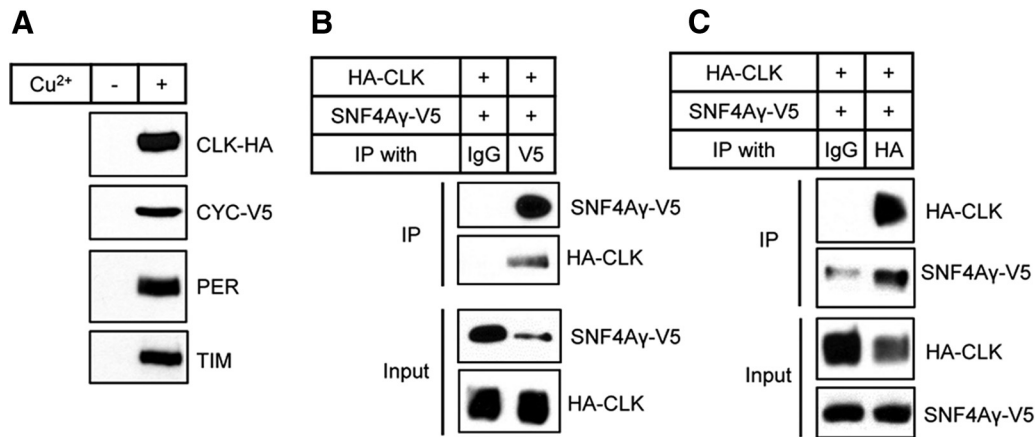 A
Cu²⁺ - +
CLK-HA
CYC-V5
PER
TIM
B
HA-CLK + +
SNF4Aγ-V5 + +
IP with IgG V5
IP
SNF4Aγ-V5
HA-CLK
Input
SNF4Aγ-V5
HA-CLK
C
HA-CLK + +
SNF4Aγ-V5 + +
IP with IgG HA
IP
HA-CLK
SNF4Aγ-V5
Input
HA-CLK
SNF4Aγ-V5